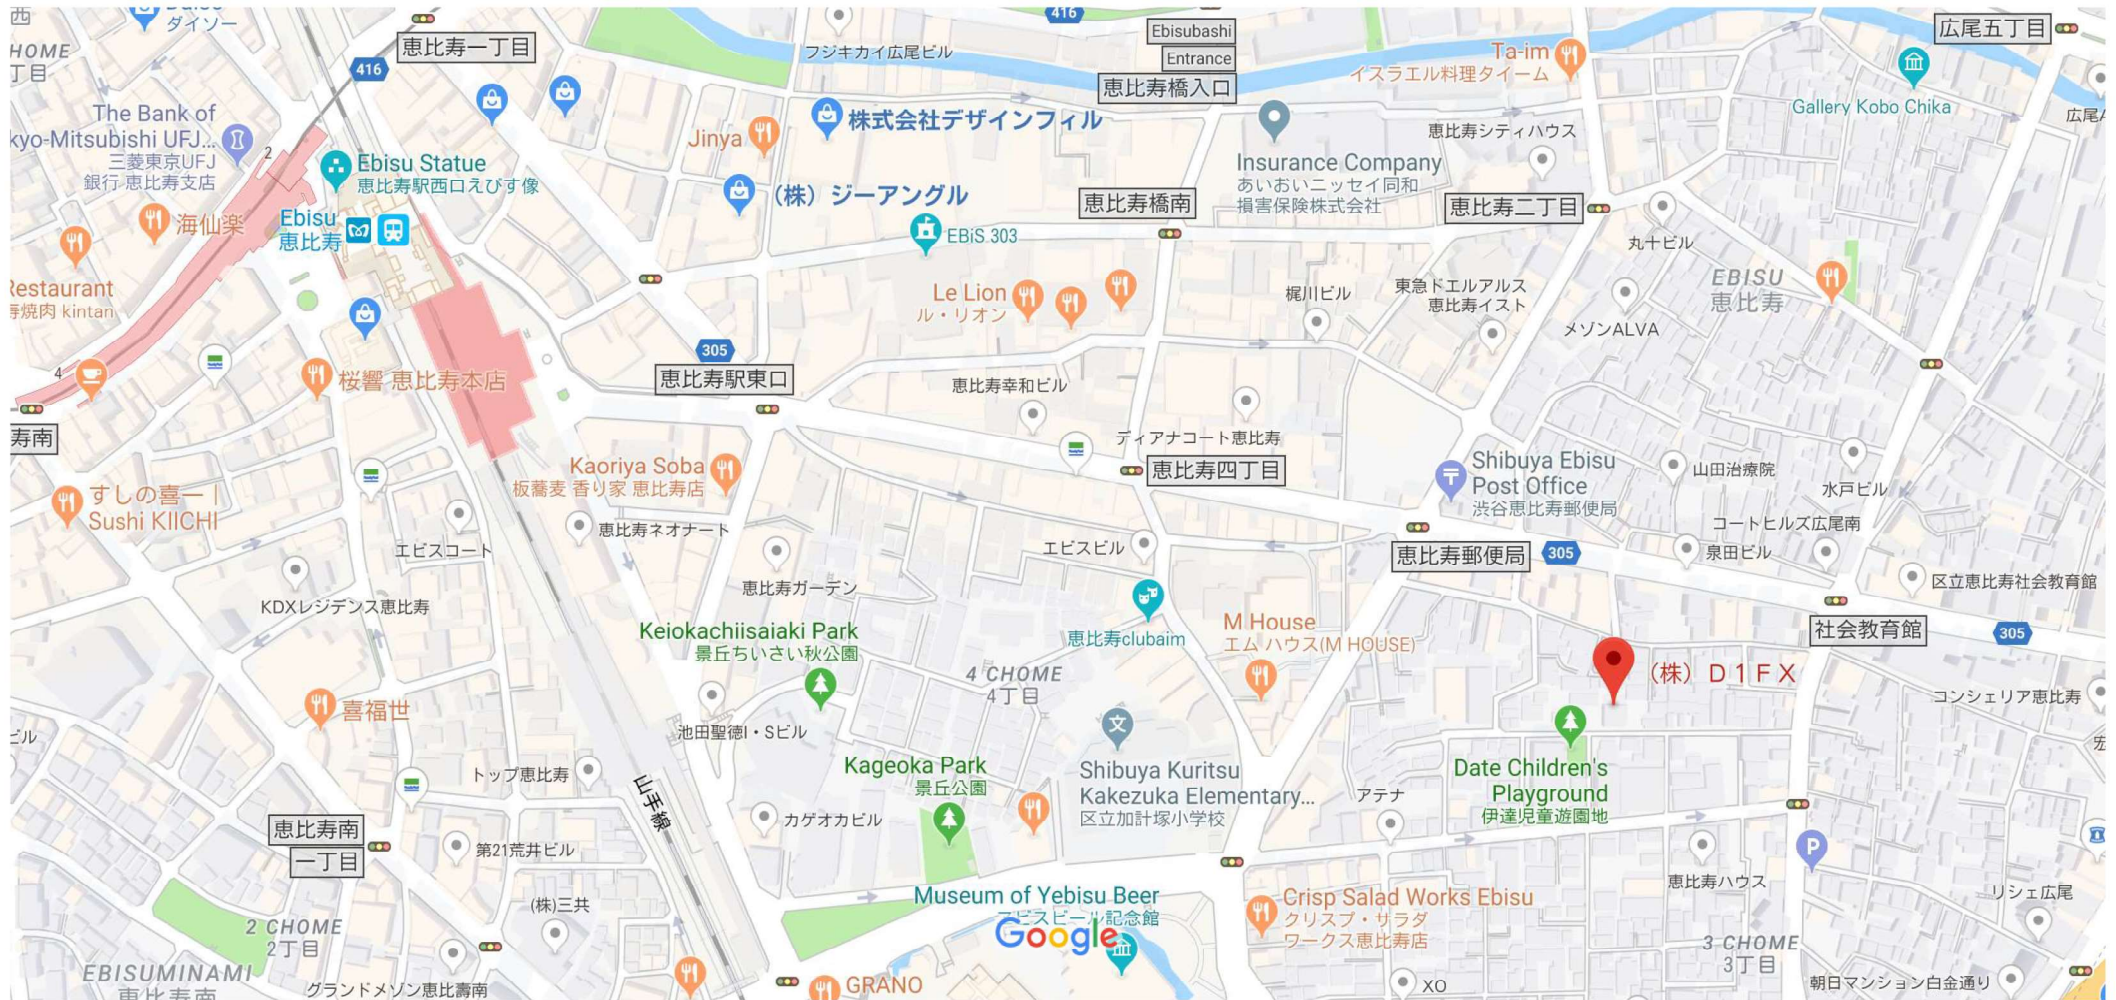 西
ダイソー
416
恵比寿一丁目
フジキカイ広尾ビル
416
Ebisubashi
Entrance
恵比寿橋入口
Ta-im
イスラエル料理タイーム
広尾五丁目
Gallery Kobo Chika
HOME
丁目
416
The Bank of
kyo-Mitsubishi UFJ...
三菱東京UFJ
銀行 恵比寿支店
2
Ebisu Statue
恵比寿駅西口えびす像
Jinya
株式会社デザインフィル
(株) ジーアングル
恵比寿橋南
Insurance Company
あいおいニッセイ同和
損害保険株式会社
恵比寿シティハウス
恵比寿二丁目
丸十ビル
海仙楽
Ebisu
恵比寿
EBiS 303
Restaurant
寿焼肉 kintan
Le Lion
ル・リオン
梶川ビル
東急ドエルアルス
恵比寿イスト
メゾンALVA
EBISU
恵比寿
4
桜響 恵比寿本店
305
恵比寿駅東口
恵比寿幸和ビル
寿南
ディアナコート恵比寿
恵比寿四丁目
Kaoriya Soba
板蕎麦 香り家 恵比寿店
Shibuya Ebisu
Post Office
渋谷恵比寿郵便局
山田治療院
水戸ビル
すしの喜一 |
Sushi KIICHI
エビスコート
恵比寿ネオナート
エビスビル
恵比寿郵便局
305
コートヒルズ広尾南
泉田ビル
区立恵比寿社会教育館
KDXレジデンス恵比寿
恵比寿ガーデン
Keiokachiisaiaki Park
景丘ちいさい秋公園
恵比寿clubaim
M House
エム ハウス(M HOUSE)
社会教育館
305
4 CHOME
4丁目
(株) D1FX
コンシェリア恵比寿
喜福世
池田聖徳I・Sビル
文
ビル
トップ恵比寿
山手線
Kageoka Park
景丘公園
Shibuya Kuritsu
Kakezuka Elementary...
区立加計塚小学校
Date Children's
Playground
伊達児童遊園地
アテナ
カゲオカビル
恵比寿南
一丁目
第21荒井ビル
P
恵比寿ハウス
リシェ広尾
(株)三共
Museum of Yebisu Beer
エビスビール記念館
Google
Crisp Salad Works Ebisu
クリスプ・サラダ
ワークス恵比寿店
2 CHOME
2丁目
3 CHOME
3丁目
EBISUMINAMI
恵比寿南
グランドメゾン恵比壽南
GRANO
XO
朝日マンション白金通り